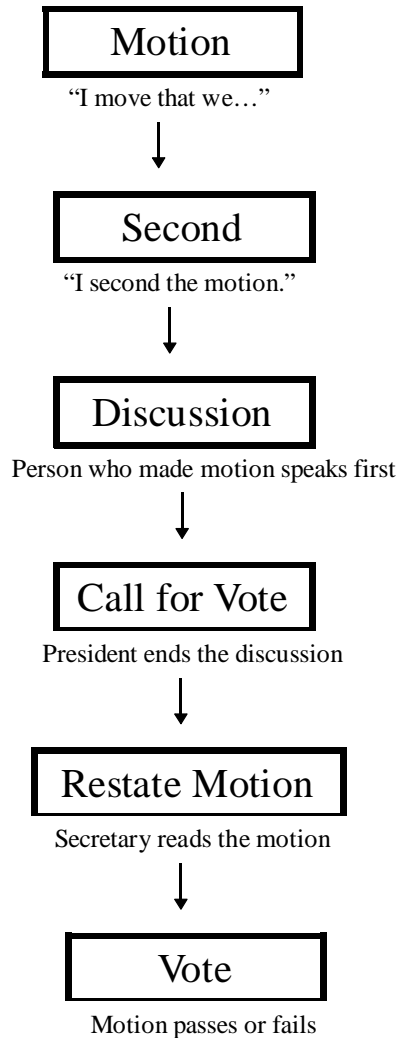 Motion
“I move that we…”
Second
“I second the motion.”
Discussion
Person who made motion speaks first
Call for Vote
President ends the discussion
Restate Motion
Secretary reads the motion
Vote
Motion passes or fails